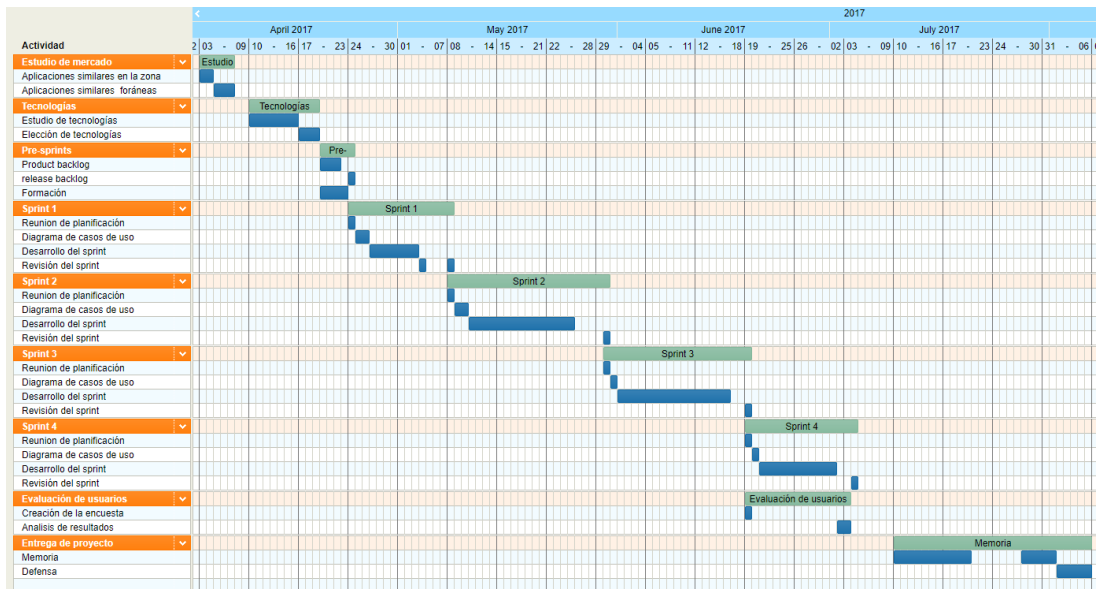 2017
April 2017 May 2017 June 2017 July 2017
Actividad 2 03 - 09 10 - 16 17 - 23 24 - 30 01 - 07 08 - 14 15 - 21 22 - 28 29 - 04 05 - 11 12 - 18 19 - 25 26 - 02 03 - 09 10 - 16 17 - 23 24 - 30 31 - 06
Estudio de mercado Estudio
Aplicaciones similares en la zona
Aplicaciones similares foráneas
Tecnologías Tecnologías
Estudio de tecnologías
Elección de tecnologías
Pre-sprints Pre-
Product backlog
release backlog
Formación
Sprint 1 Sprint 1
Reunion de planificación
Diagrama de casos de uso
Desarrollo del sprint
Revisión del sprint
Sprint 2 Sprint 2
Reunion de planificación
Diagrama de casos de uso
Desarrollo del sprint
Revisión del sprint
Sprint 3 Sprint 3
Reunion de planificación
Diagrama de casos de uso
Desarrollo del sprint
Revisión del sprint
Sprint 4 Sprint 4
Reunion de planificación
Diagrama de casos de uso
Desarrollo del sprint
Revisión del sprint
Evaluación de usuarios Evaluación de usuarios
Creación de la encuesta
Analisis de resultados
Entrega de proyecto Memoria
Memoria
Defensa